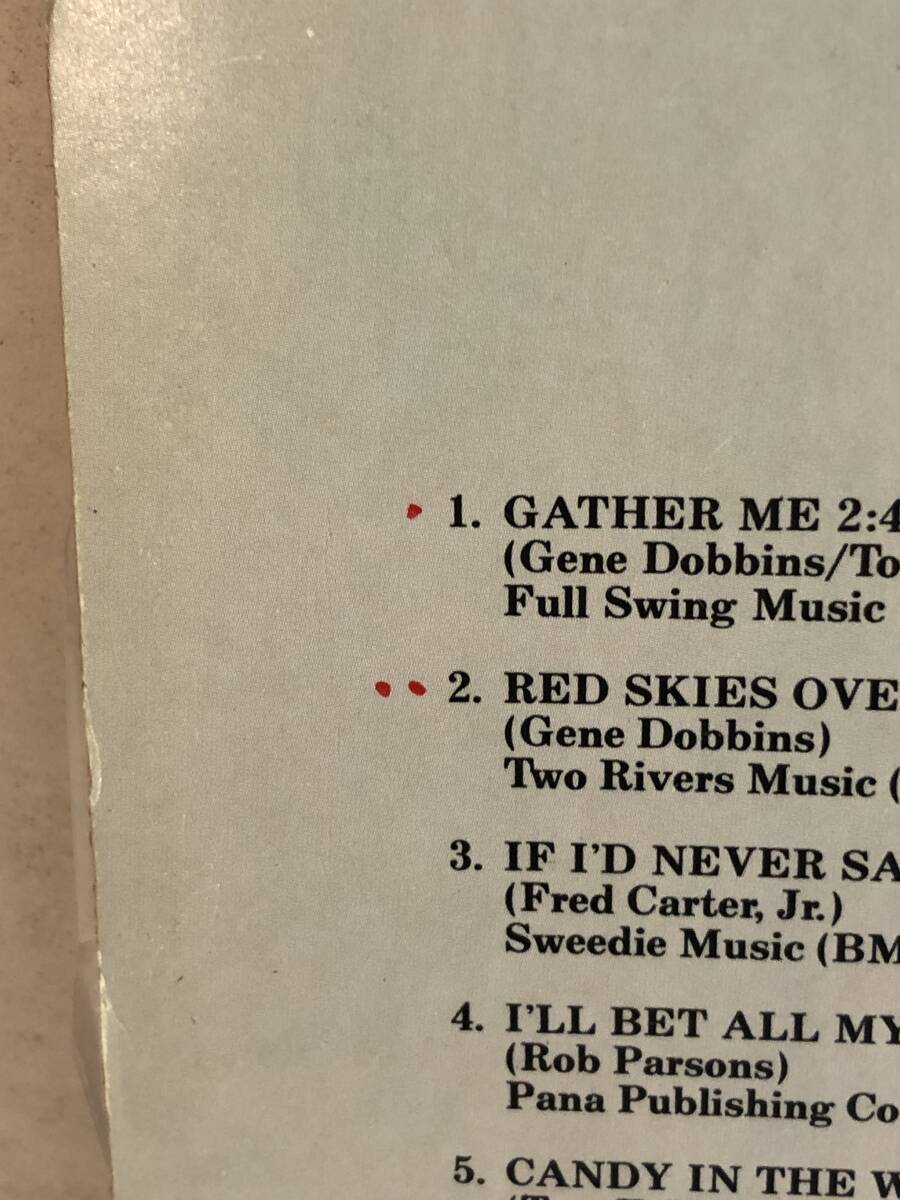 1. GATHER ME 2:4
(Gene Dobbins/To
Full Swing Music
2. RED SKIES OVE
(Gene Dobbins)
Two Rivers Music (
3. IF I'D NEVER SA
(Fred Carter, Jr.)
Sweedie Music (BM
4. I'LL BET ALL MY
(Rob Parsons)
Pana Publishing Co
5. CANDY IN THE W